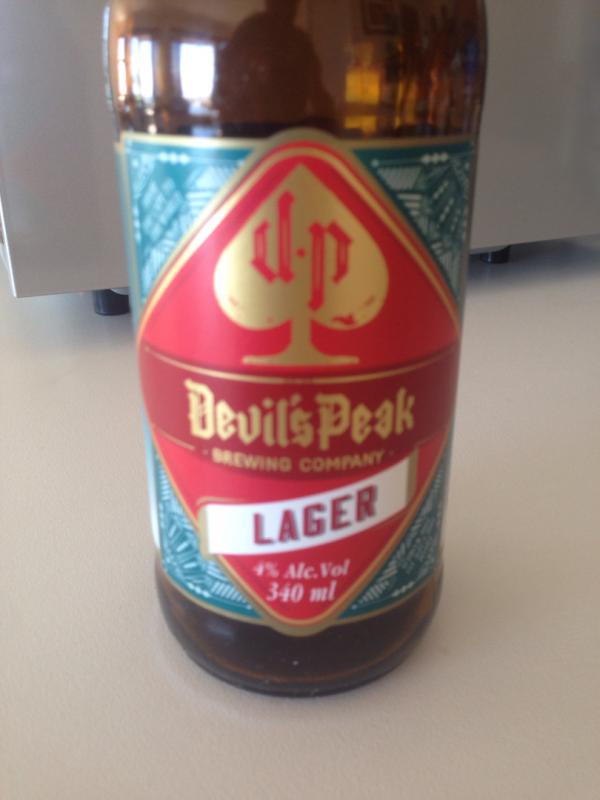 d·p
Devil's Peak
BREWING COMPANY
LAGER
4% Alc.Vol
340 ml